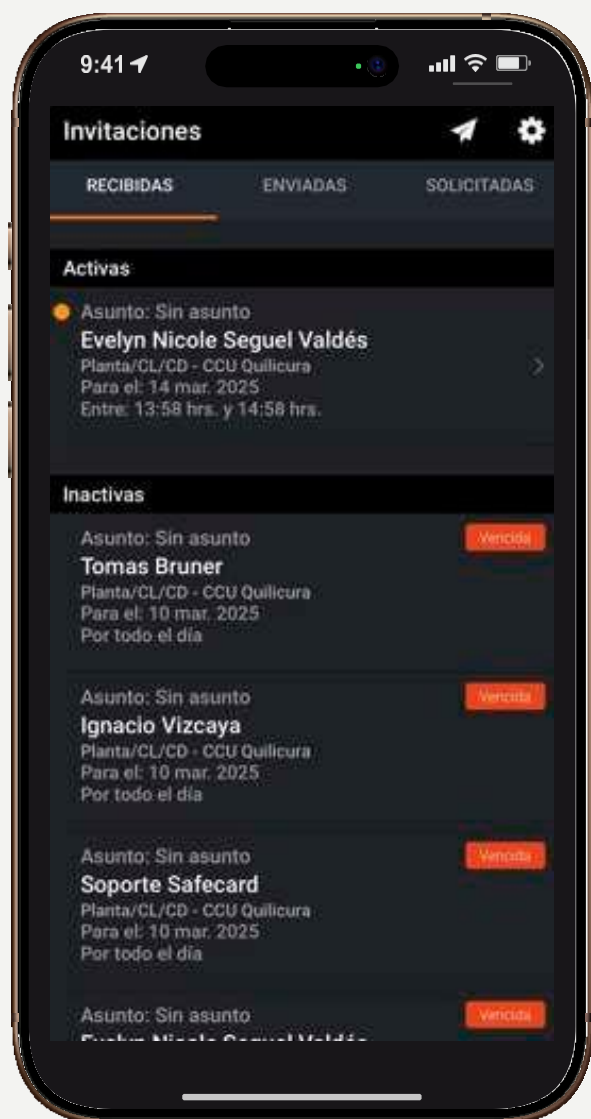 9:41
Invitaciones
RECIBIDAS ENVIADAS SOLICITADAS
Activas
Asunto: Sin asunto
Evelyn Nicole Seguel Valdés
Planta/CL/CD - CCU Quilicura
Para el: 14 mar. 2025
Entre: 13:58 hrs. y 14:58 hrs.
Inactivas
Asunto: Sin asunto Vencida
Tomas Bruner
Planta/CL/CD - CCU Quilicura
Para el: 10 mar. 2025
Por todo el día
Asunto: Sin asunto Vencida
Ignacio Vizcaya
Planta/CL/CD - CCU Quilicura
Para el: 10 mar. 2025
Por todo el día
Asunto: Sin asunto Vencida
Soporte Safecard
Planta/CL/CD - CCU Quilicura
Para el: 10 mar. 2025
Por todo el día
Asunto: Sin asunto Vencida
Evelyn Nicole Seguel Valdés